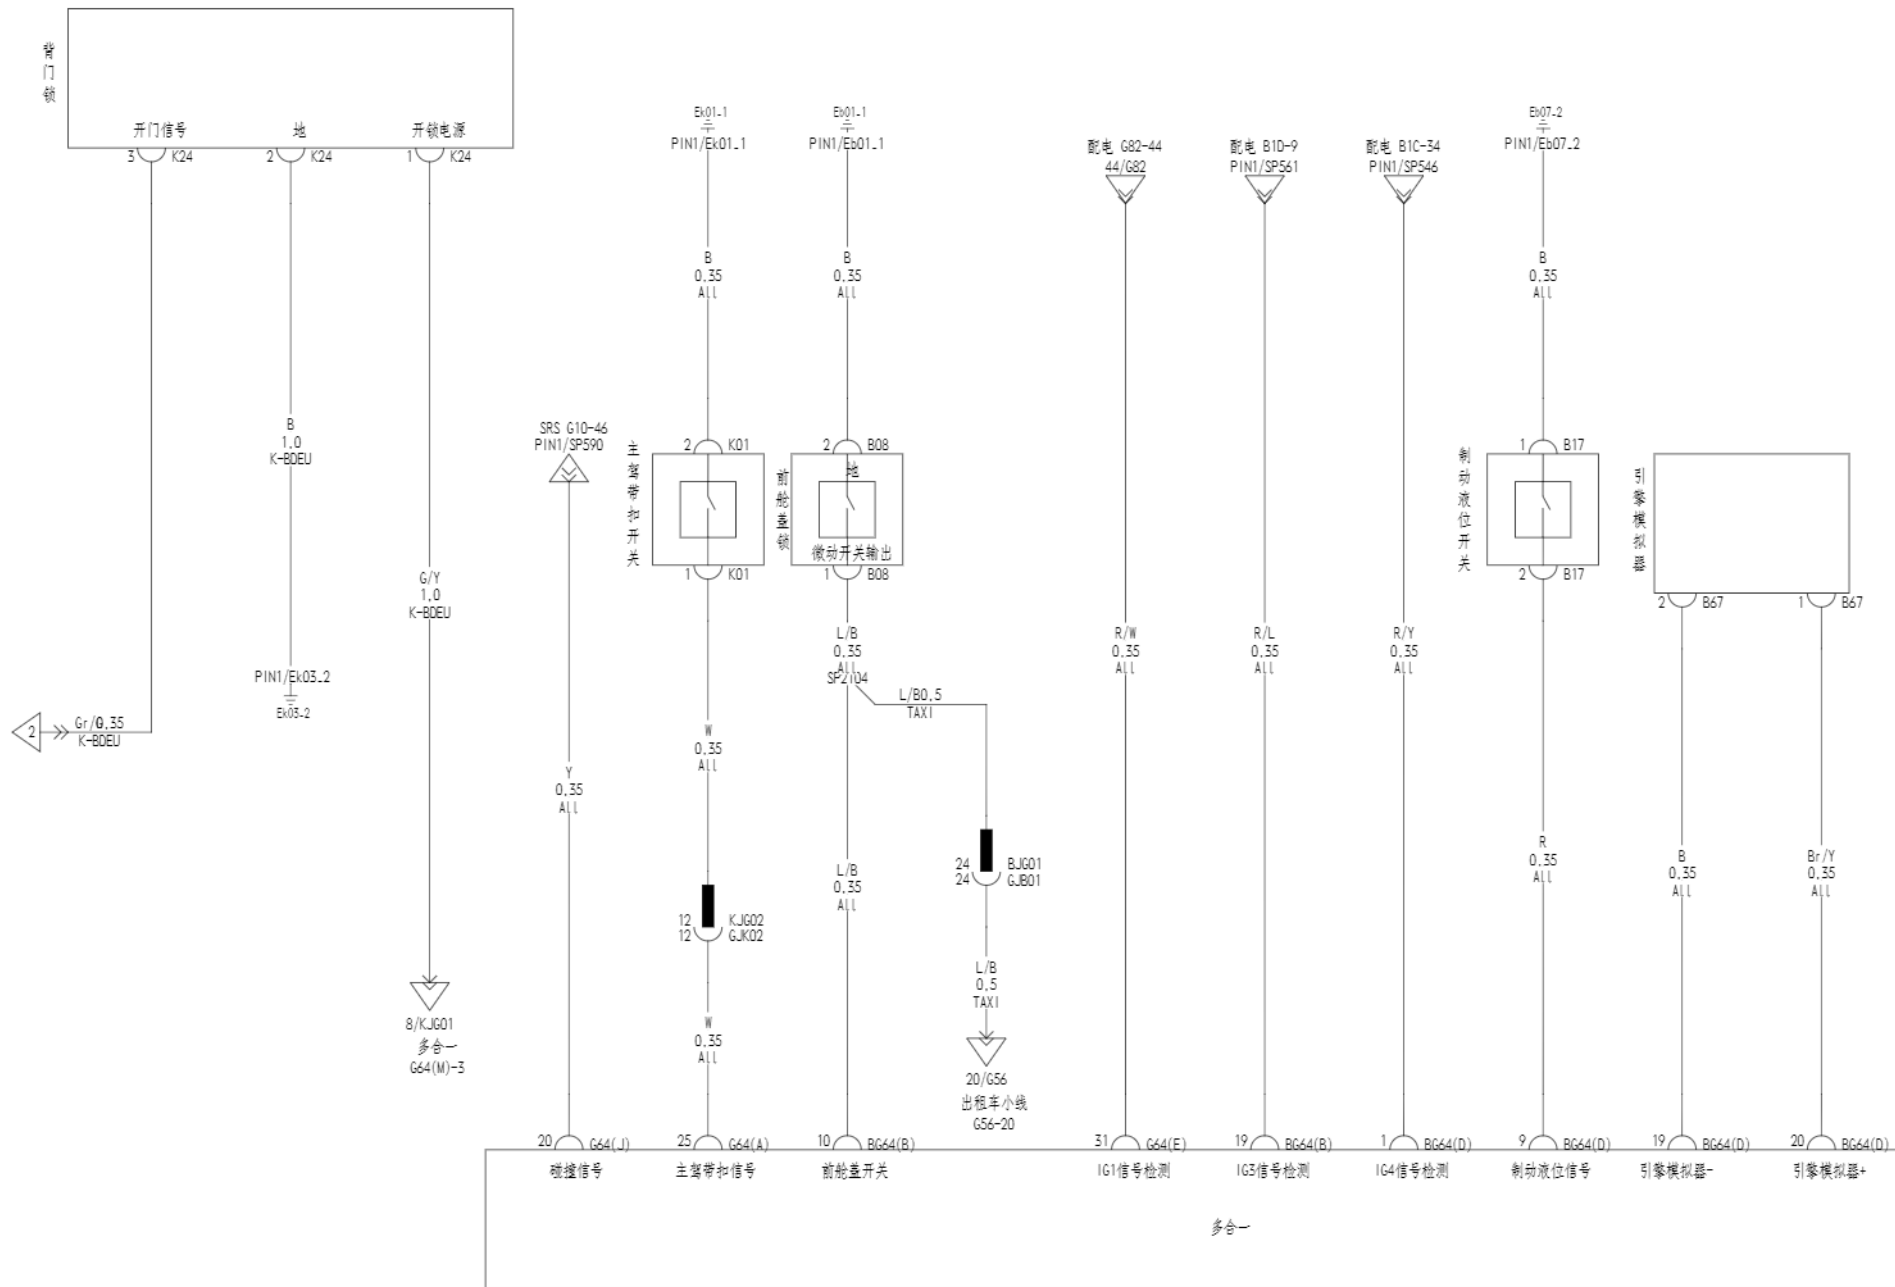 背门锁
开门信号
地
开锁电源
3 K24
2 K24
1 K24
Ek01_1
PIN1/Ek01_1
Eb01_1
PIN1/Eb01_1
配电 G82-44
44/G82
配电 B1D-9
PIN1/SP561
配电 B1C-34
PIN1/SP546
Eb07_2
PIN1/Eb07_2
B
0.35
All
B
0.35
All
B
0.35
All
B
1.0
K-BDEU
SRS G10-46
PIN1/SP590
主驾带扣开关
2 K01
1 K01
前舱盖锁
2 B08
地
微动开关输出
1 B08
制动液位开关
1 B17
2 B17
引擎模拟器
2 B67
1 B67
G/Y
1.0
K-BDEU
L/B
0.35
All
SP2104
L/B0.5
TAXI
R/W
0.35
All
R/L
0.35
All
R/Y
0.35
All
PIN1/Ek03_2
Ek03_2
2
Gr/0.35
K-BDEU
W
0.35
All
Y
0.35
All
24 BJG01
24 GJB01
L/B
0.35
All
R
0.35
All
B
0.35
All
Br/Y
0.35
All
12 KJG02
12 GJK02
L/B
0.5
TAXI
8/KJG01
多合一
G64(M)-3
W
0.35
All
20/G56
出租车小线
G56-20
20 G64(J)
25 G64(A)
10 BG64(B)
31 G64(E)
19 BG64(B)
1 BG64(D)
9 BG64(D)
19 BG64(D)
20 BG64(D)
碰撞信号
主驾带扣信号
前舱盖开关
IG1信号检测
IG3信号检测
IG4信号检测
制动液位信号
引擎模拟器-
引擎模拟器+
多合一